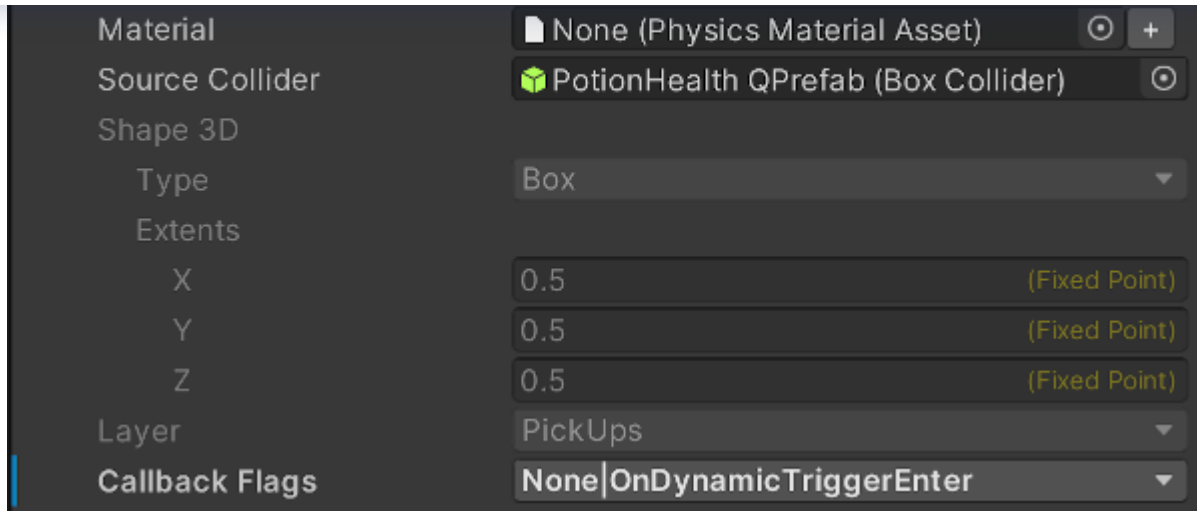 Material None (Physics Material Asset) +
Source Collider PotionHealth QPrefab (Box Collider)
Shape 3D
Type Box
Extents
X 0.5 (Fixed Point)
Y 0.5 (Fixed Point)
Z 0.5 (Fixed Point)
Layer PickUps
Callback Flags None|OnDynamicTriggerEnter